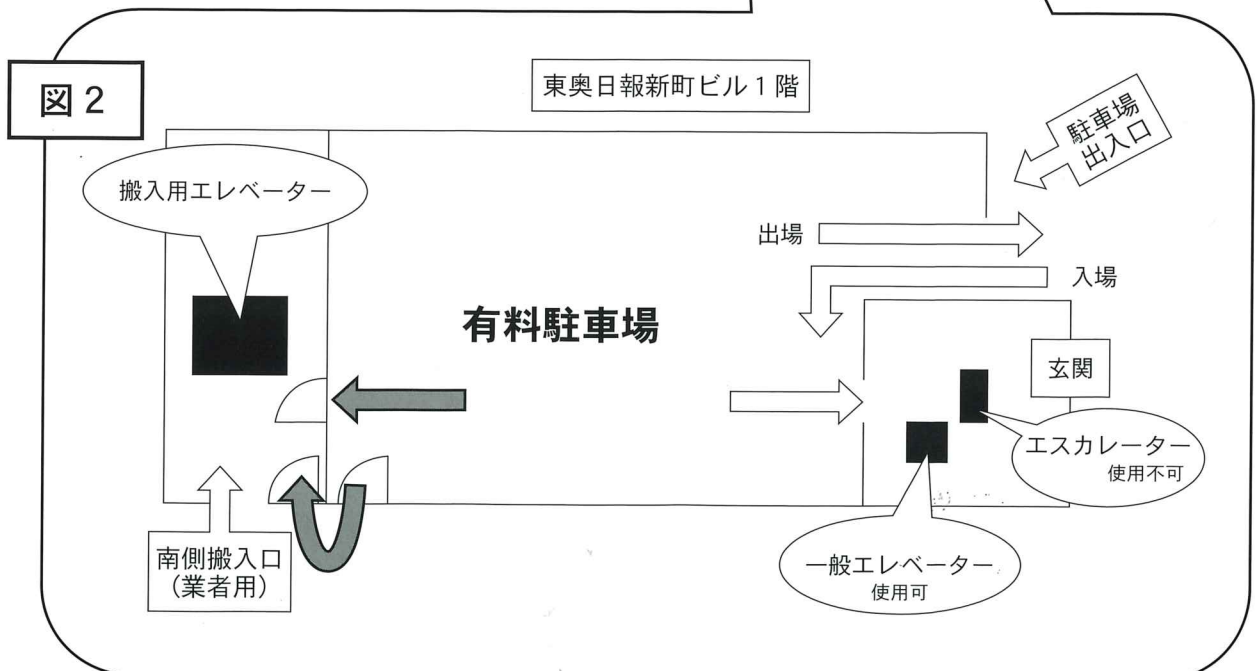 図2
東奥日報新町ビル1階
駐車場
出入口
搬入用エレベーター
出場
入場
有料駐車場
玄関
エスカレーター
使用不可
一般エレベーター
使用可
南側搬入口
(業者用)